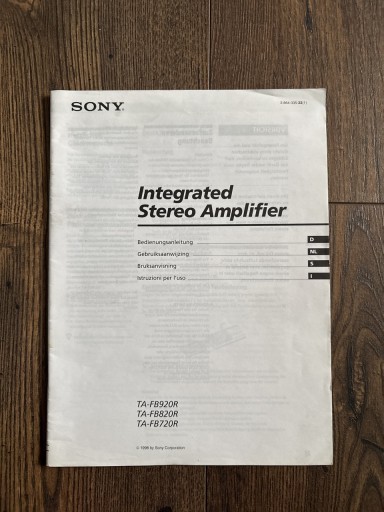 SONY
Integrated
Stereo Amplifier
Bedienungsanleitung D
Gebruiksaanwijzing NL
Bruksanvisning S
Istruzioni per l'uso I
TA-FB920R
TA-FB820R
TA-FB720R
© 1998 by Sony Corporation